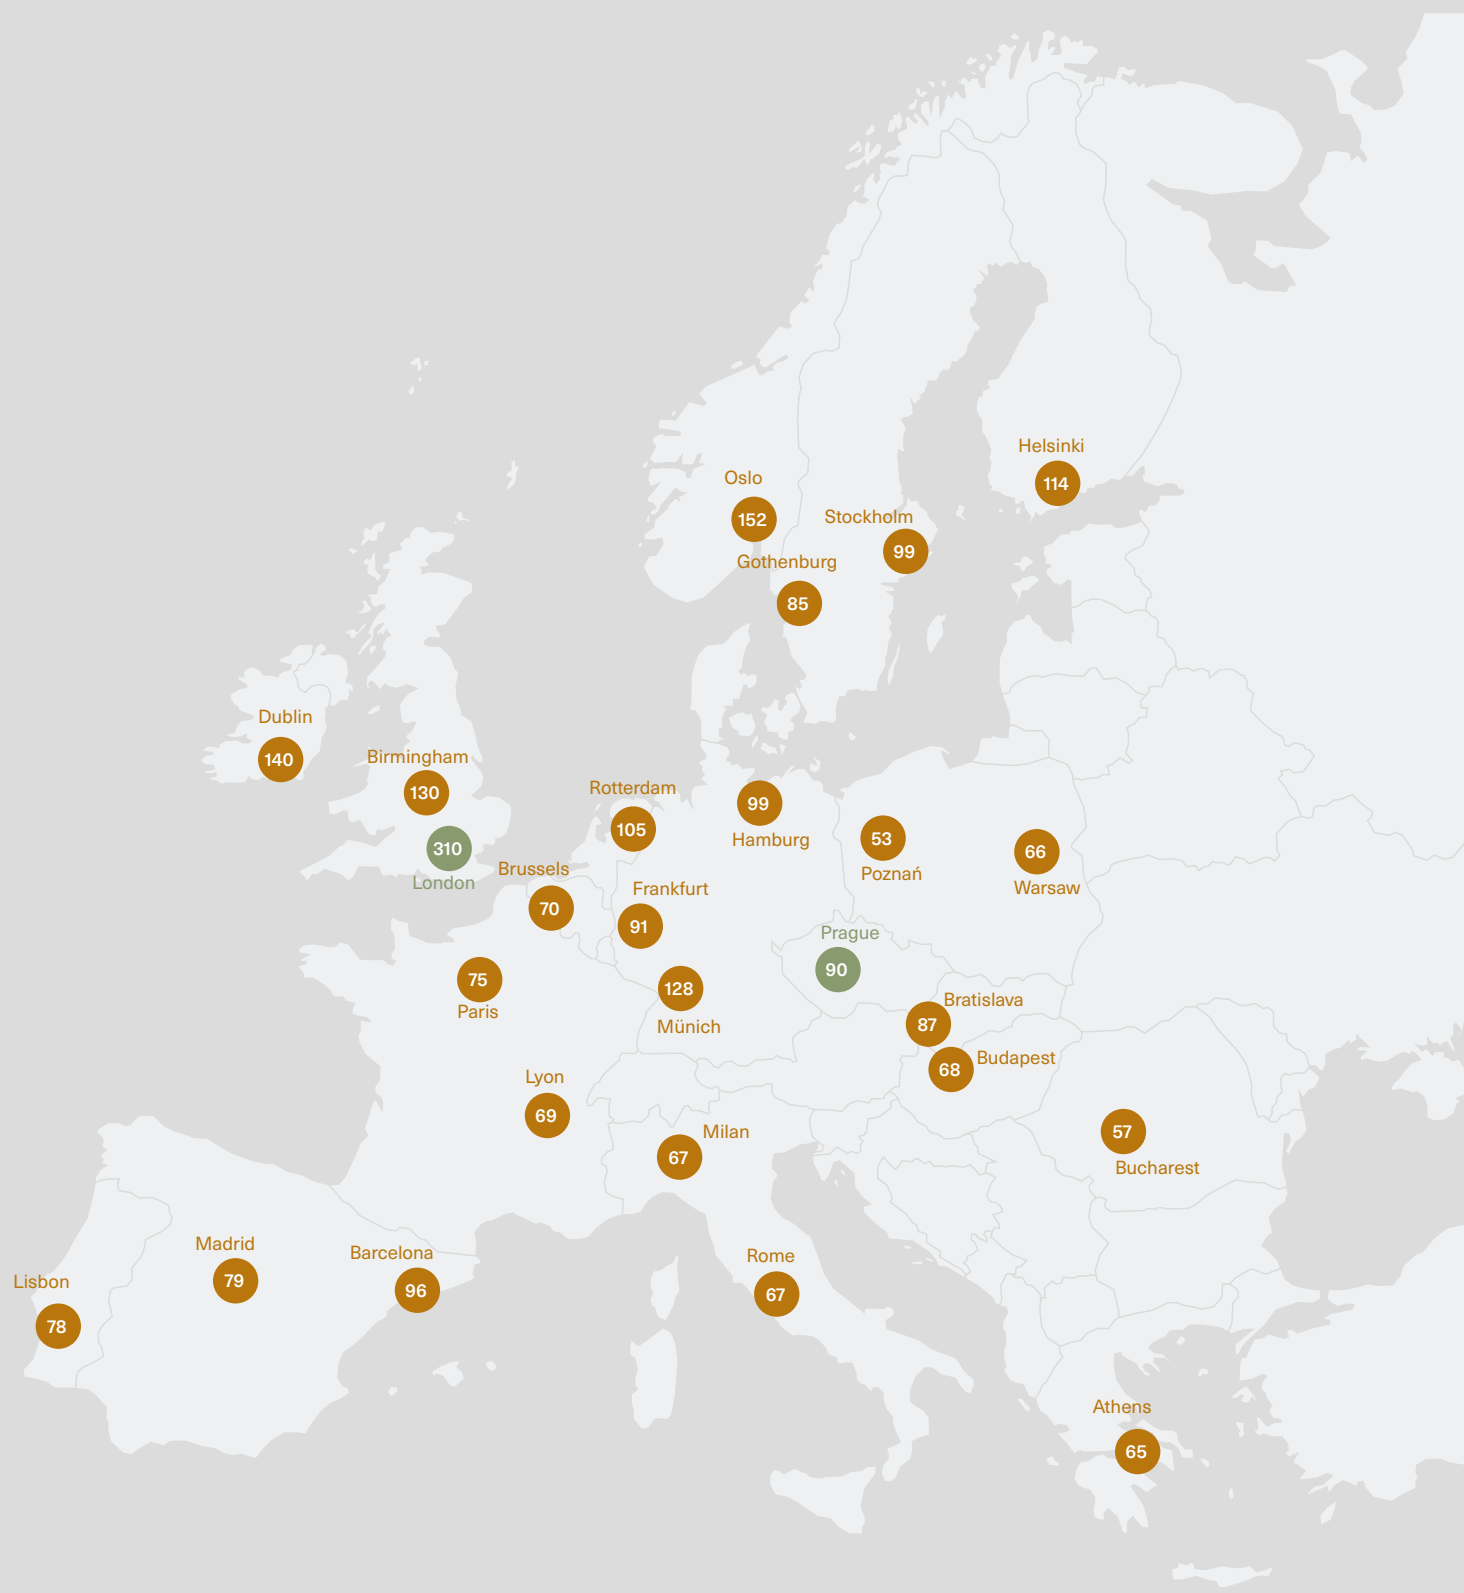 Helsinki
114
Oslo
152
Stockholm
99
Gothenburg
85
Dublin
140
Birmingham
130
310
London
Rotterdam
105
99
Hamburg
53
Poznań
66
Warsaw
Brussels
70
Frankfurt
91
Prague
90
75
Paris
128
Münich
Bratislava
87
Budapest
68
Lyon
69
Milan
67
57
Bucharest
Madrid
79
Barcelona
96
Rome
67
Lisbon
78
Athens
65